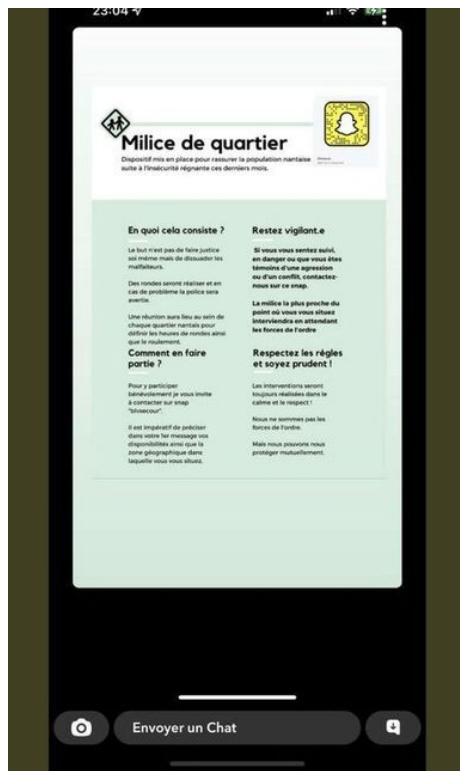 23:04
Milice de quartier
Dispositif mis en place pour rassurer la population nantaise
suite à l'insécurité régnante ces derniers mois.
En quoi cela consiste ?
Le but n'est pas de faire justice
soi même mais de dissuader les
malfaiteurs.
Des rondes seront réaliser et en
cas de problème la police sera
avertie.
Une réunion aura lieu au sein de
chaque quartier nantais pour
définir les heures de rondes ainsi
que le roulement.
Comment en faire
partie ?
Pour y participer
bénévolement je vous invite
à contacter sur snap
Il est impératif de préciser
dans votre 1er message vos
disponibilités ainsi que la
zone géographique dans
laquelle vous vous situez.
Restez vigilant.e
Si vous vous sentez suivi,
en danger ou que vous êtes
témoins d'une agression
ou d'un conflit, contactez-
nous sur ce snap.
La milice la plus proche du
point où vous vous situez
interviendra en attendant
les forces de l'ordre
Respectez les règles
et soyez prudent !
Les interventions seront
toujours réalisées dans le
calme et le respect !
Nous ne sommes pas les
forces de l'ordre.
Mais nous pouvons nous
protéger mutuellement.
Envoyer un Chat